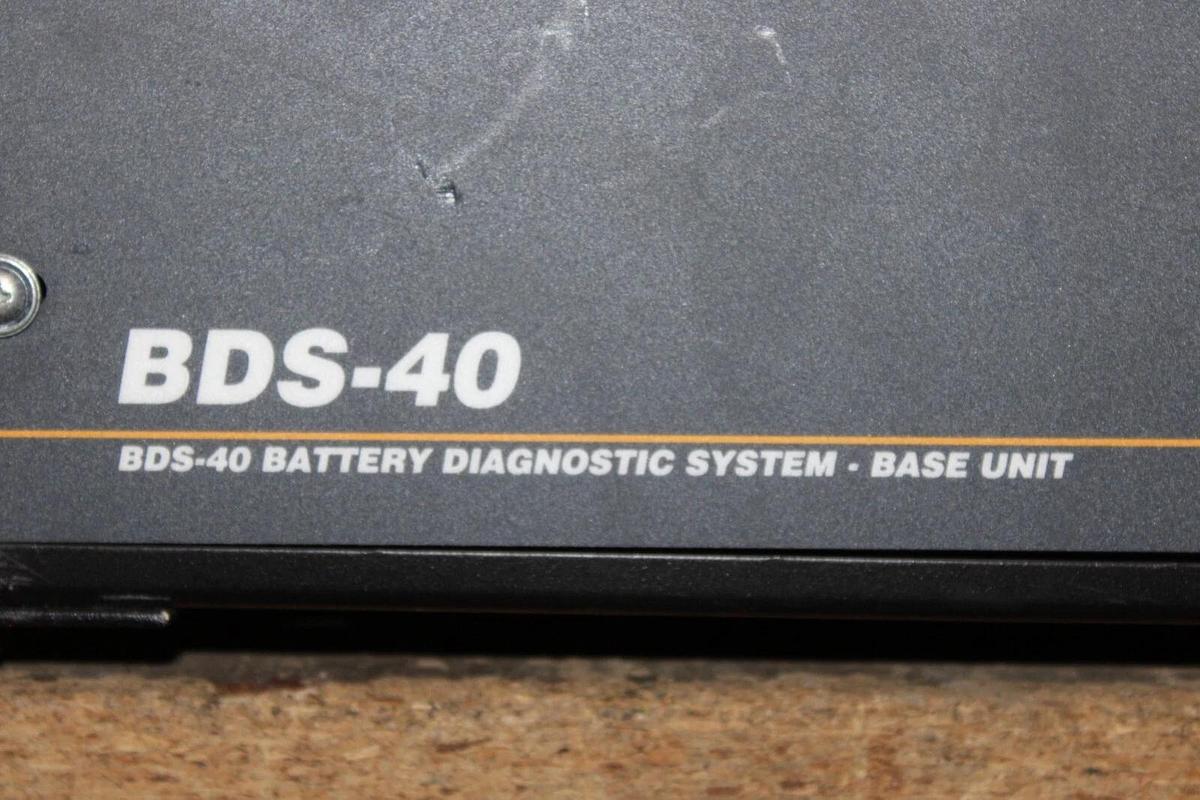 BDS-40
BDS-40 BATTERY DIAGNOSTIC SYSTEM · BASE UNIT